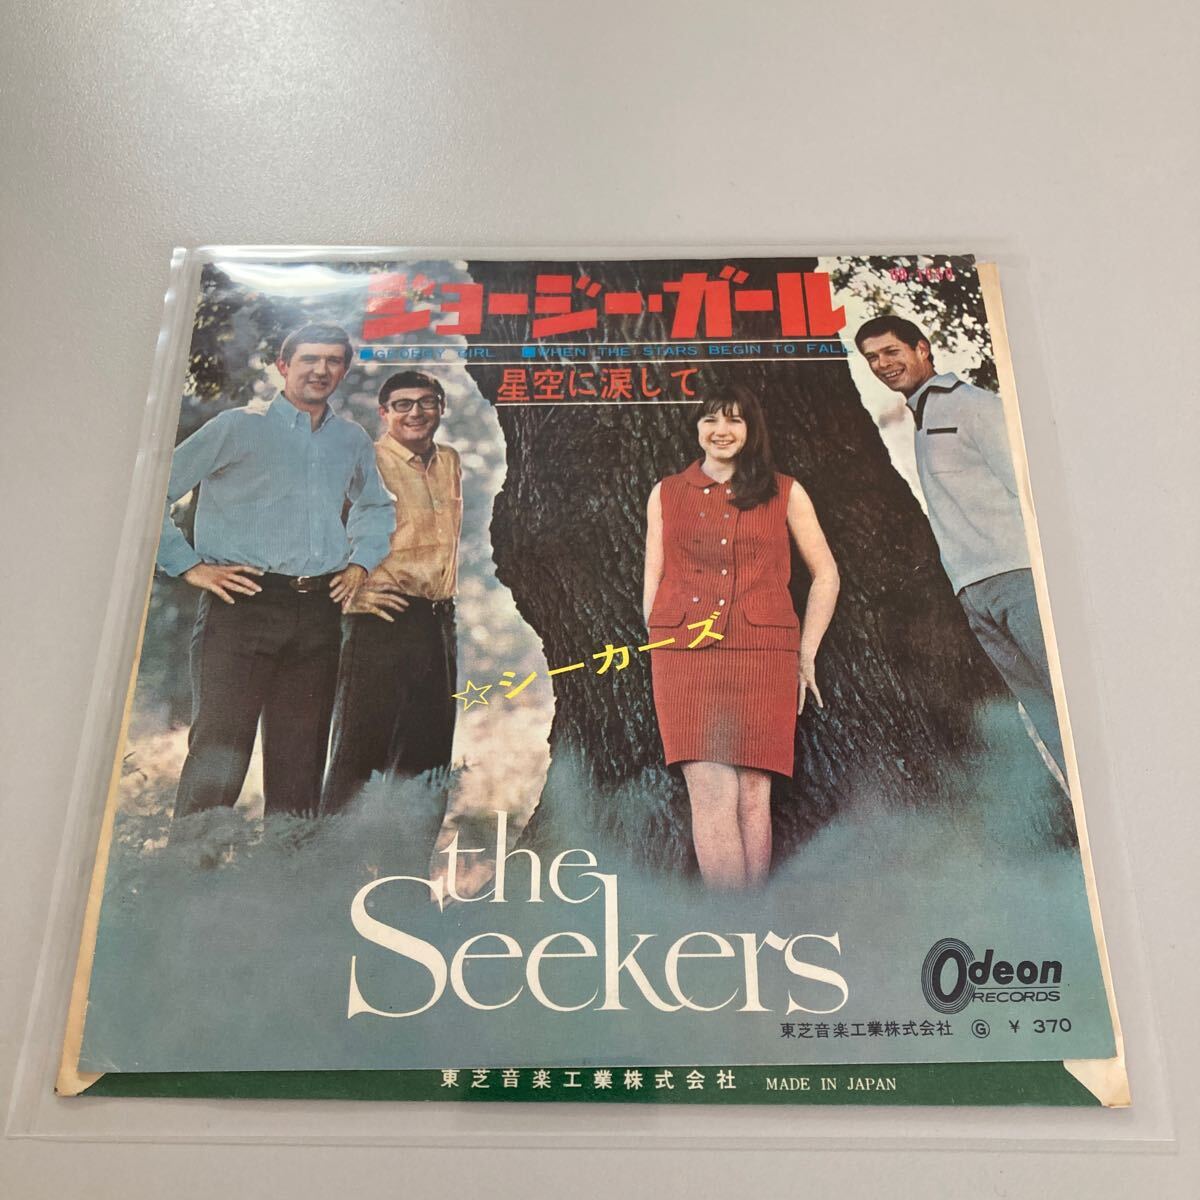 ジョージー・ガール
■GEORGY GIRL ■WHEN THE STARS BEGIN TO FALL
星空に涙して
☆シーカーズ
the
Seekers
Odeon
RECORDS
東芝音楽工業株式会社 Ⓖ ¥ 370
東芝音楽工業株式会社 MADE IN JAPAN